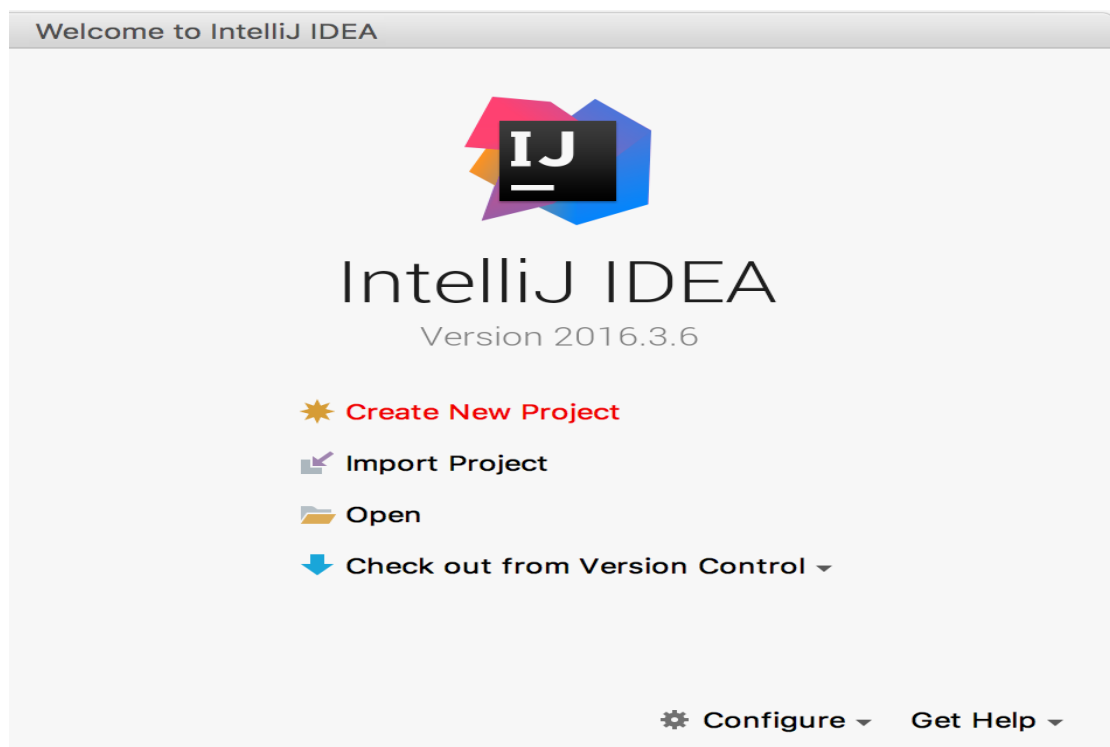 Welcome to IntelliJ IDEA
IJ
IntelliJ IDEA
Version 2016.3.6
Create New Project
Import Project
Open
Check out from Version Control
Configure Get Help